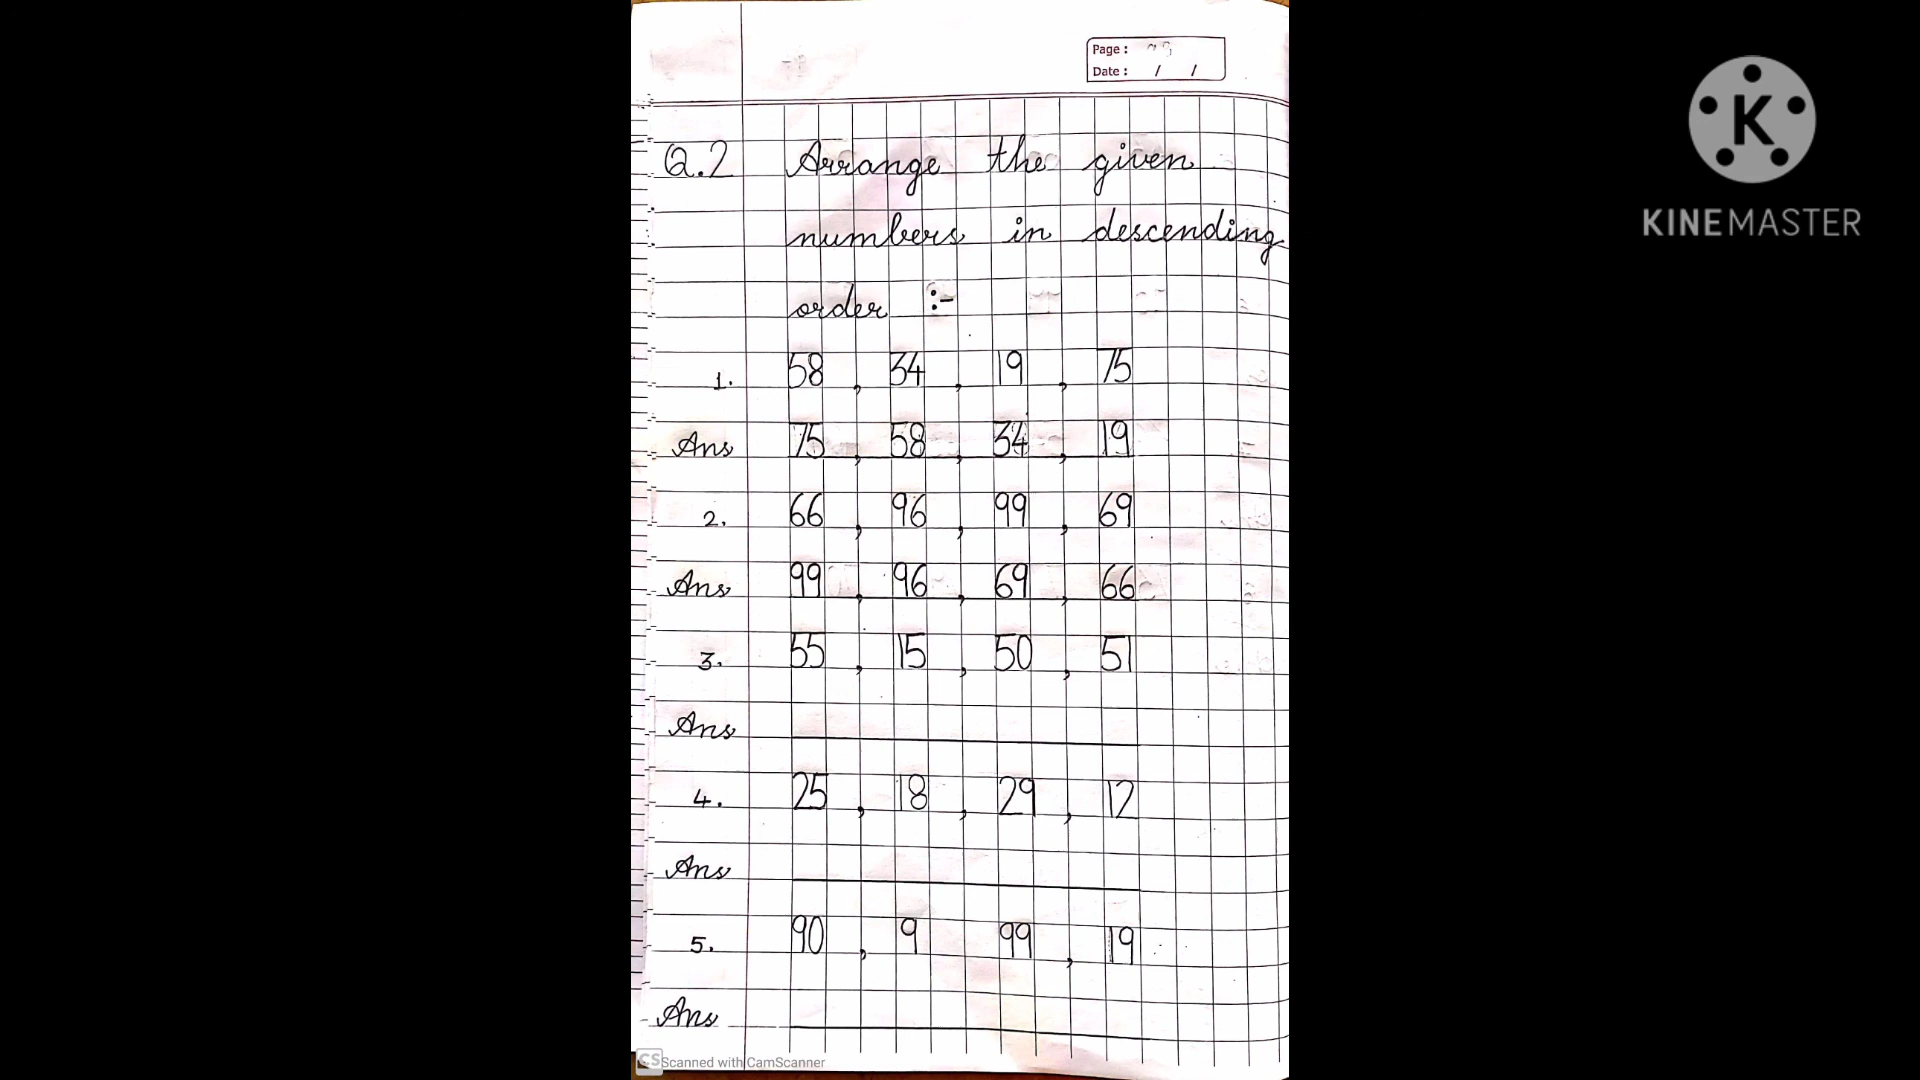 Page :
Date : / /
Q.2 Arrange the given
numbers in descending
order :-
1. 58 , 34 , 19 , 75
Ans 75 , 58 , 34 , 19
2. 66 , 96 , 99 , 69
Ans 99 , 96 , 69 , 66
3. 55 , 15 , 50 , 51
Ans
4. 25 , 18 , 29 , 12
Ans
5. 90 , 9 99 , 19
Ans
CS Scanned with CamScanner
K
KINEMASTER